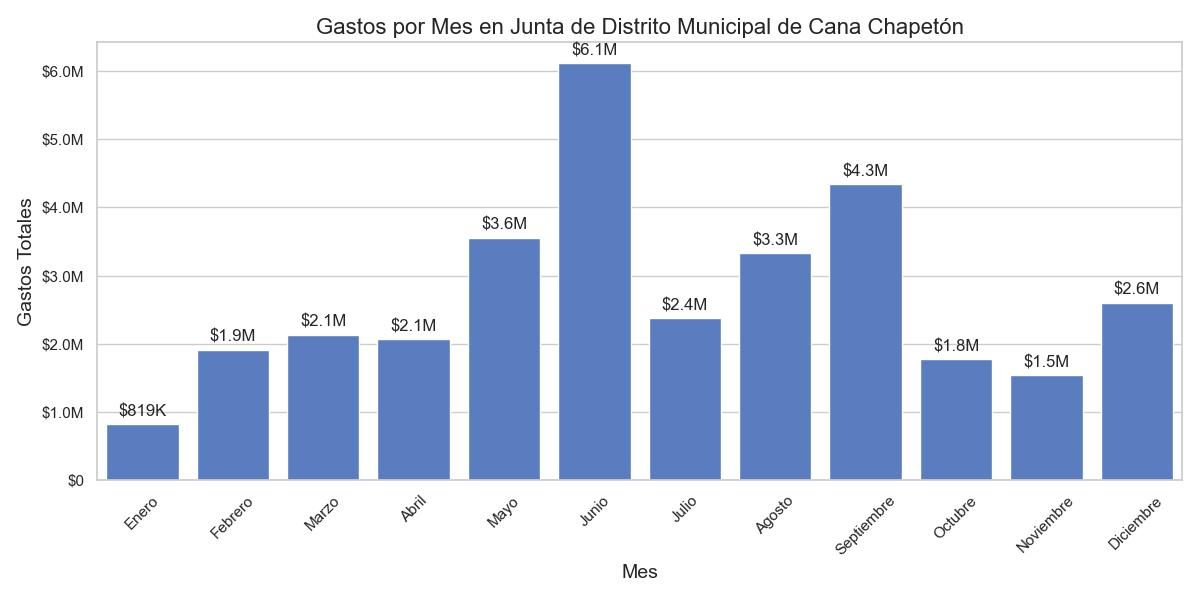 Gastos por Mes en Junta de Distrito Municipal de Cana Chapetón
Gastos Totales
$6.0M
$5.0M
$4.0M
$3.0M
$2.0M
$1.0M
$0
$819K
$1.9M
$2.1M
$2.1M
$3.6M
$6.1M
$2.4M
$3.3M
$4.3M
$1.8M
$1.5M
$2.6M
Enero
Febrero
Marzo
Abril
Mayo
Junio
Julio
Agosto
Septiembre
Octubre
Noviembre
Diciembre
Mes